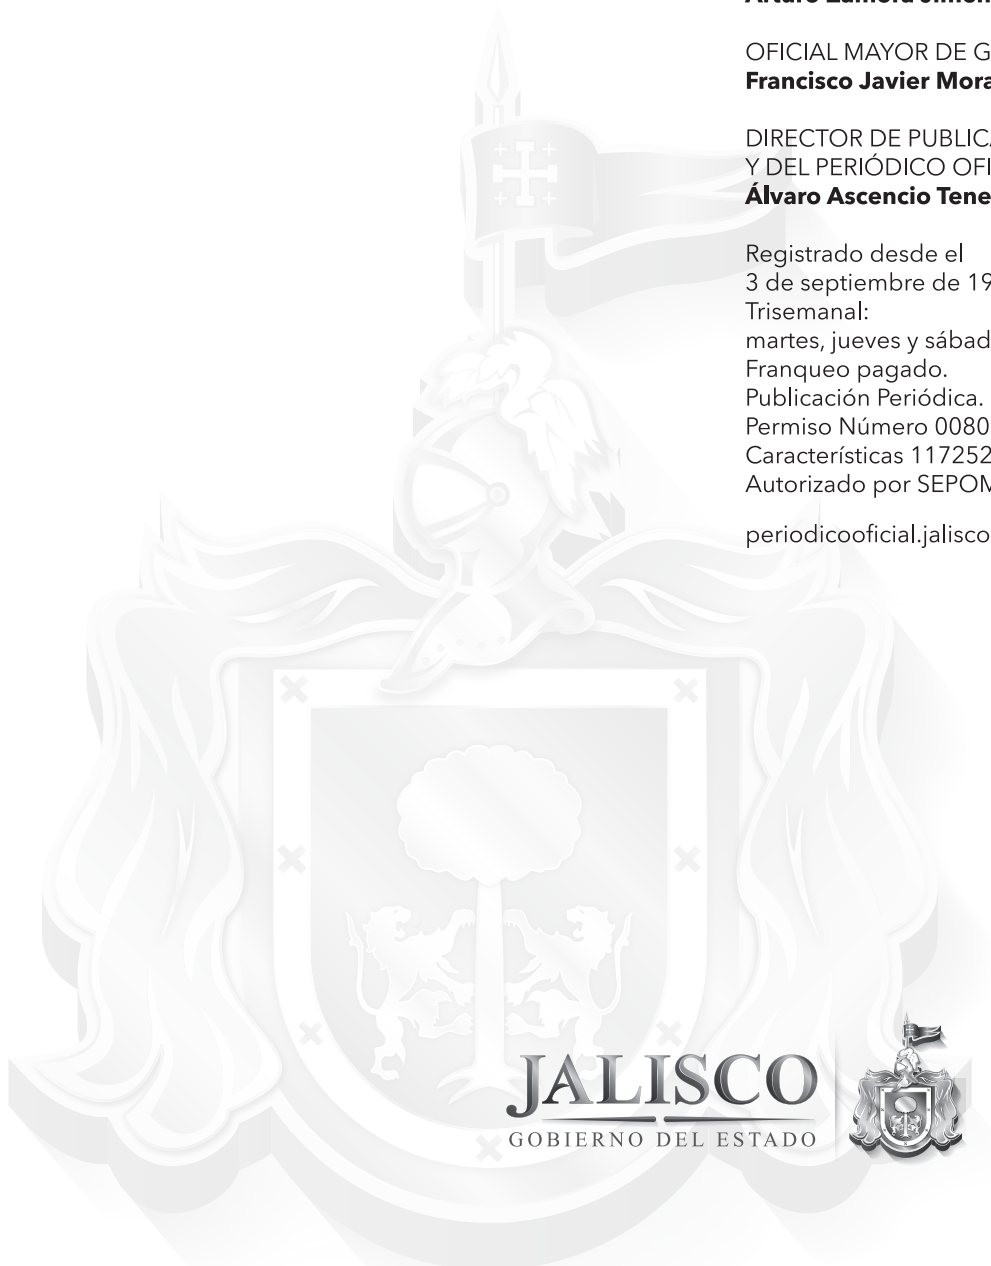 OFICIAL MAYOR DE G
Francisco Javier Mora
DIRECTOR DE PUBLICA
Y DEL PERIÓDICO OFI
Álvaro Ascencio Tene
Registrado desde el
3 de septiembre de 19
Trisemanal:
martes, jueves y sábad
Franqueo pagado.
Publicación Periódica.
Permiso Número 0080
Características 117252
Autorizado por SEPOM
periodicooficial.jalisco
JALISCO
GOBIERNO DEL ESTADO